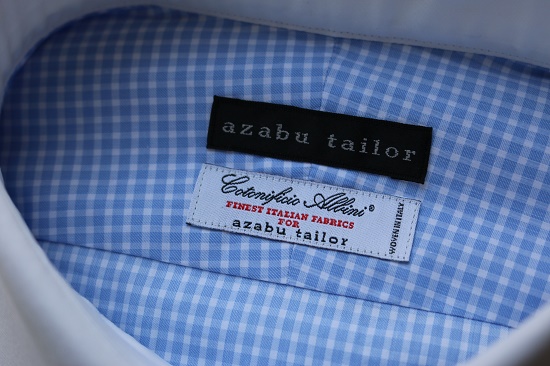 azabu tailor
Cotonificio Albini®
FINEST ITALIAN FABRICS
FOR
azabu tailor
WOVEN IN ITALY